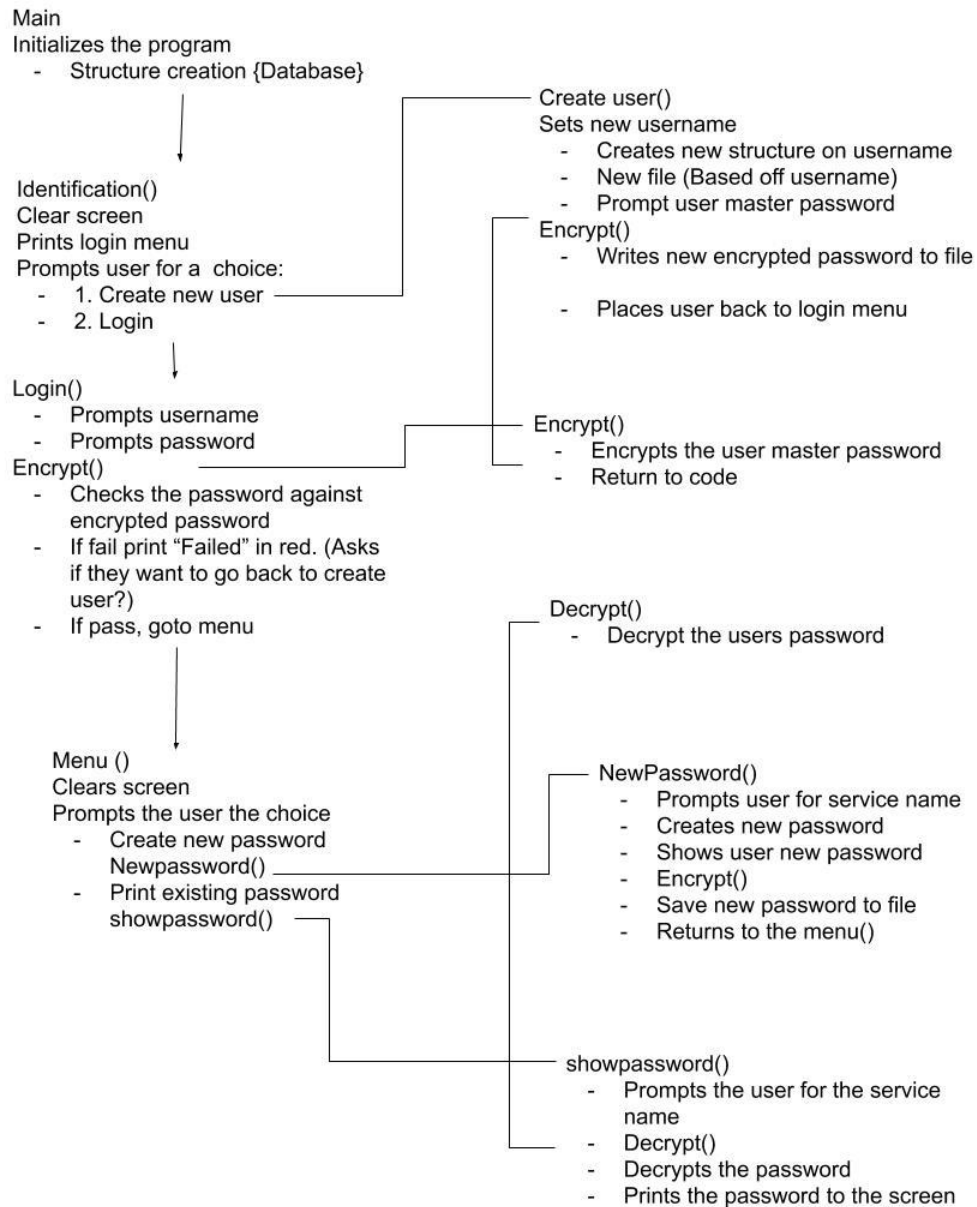 Main
Initializes the program
- Structure creation {Database}
Identification()
Clear screen
Prints login menu
Prompts user for a  choice:
- 1. Create new user
- 2. Login
Login()
- Prompts username
- Prompts password
Encrypt()
- Checks the password against
encrypted password
- If fail print “Failed” in red. (Asks
if they want to go back to create
user?)
- If pass, goto menu
Menu ()
Clears screen
Prompts the user the choice
- Create new password
Newpassword()
- Print existing password
showpassword()
Create user()
Sets new username
- Creates new structure on username
- New file (Based off username)
- Prompt user master password
Encrypt()
- Writes new encrypted password to file
- Places user back to login menu
Encrypt()
- Encrypts the user master password
- Return to code
Decrypt()
- Decrypt the users password
NewPassword()
- Prompts user for service name
- Creates new password
- Shows user new password
- Encrypt()
- Save new password to file
- Returns to the menu()
showpassword()
- Prompts the user for the service
name
- Decrypt()
- Decrypts the password
- Prints the password to the screen